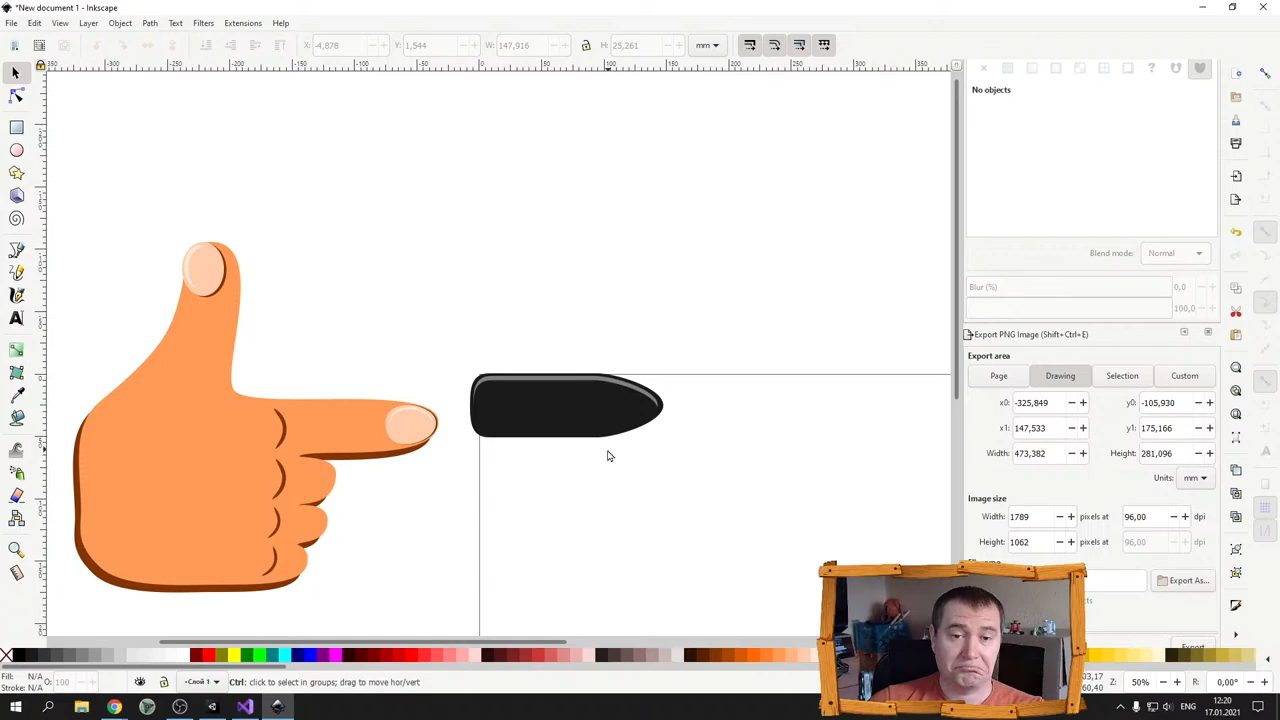 *New document 1 - Inkscape
File Edit View Layer Object Path Text Filters Extensions Help
X: -4,878 Y: 1,544 W: 147,916 H: 25,261 mm
No objects
Blend mode: Normal
Blur (%) 0,0
100,0
Export PNG Image (Shift+Ctrl+E)
Export area
Page Drawing Selection Custom
x0: -325,849 y0: -105,930
x1: 147,533 y1: 175,166
Width: 473,382 Height: 281,096
Units: mm
Image size
Width: 1789 pixels at 96,00 dpi
Height: 1062 pixels at 96,00 dpi
Export As...
Fill: N/A
Stroke: N/A O: 100 •Слой 1 Ctrl: click to select in groups; drag to move hor/vert Z: 50% R: 0,00°
12:20
17.01.2021